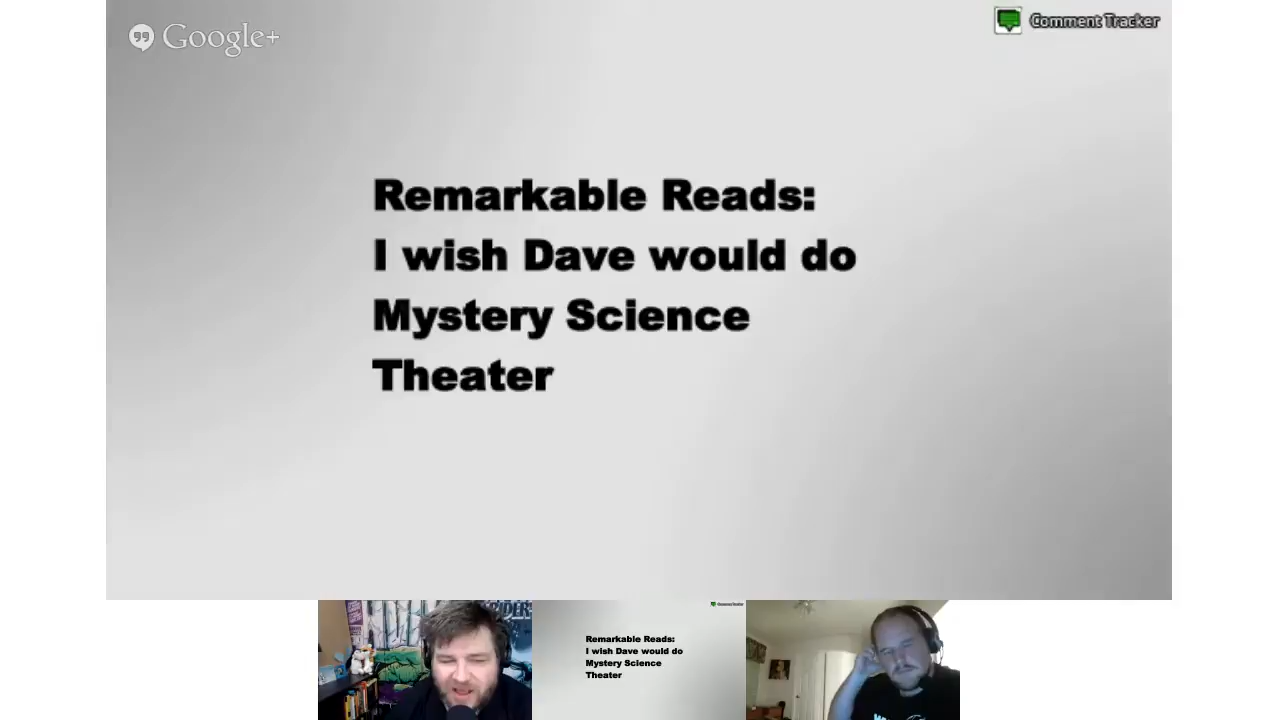 Google+
Comment Tracker
Remarkable Reads:
I wish Dave would do
Mystery Science
Theater
Remarkable Reads:
I wish Dave would do
Mystery Science
Theater